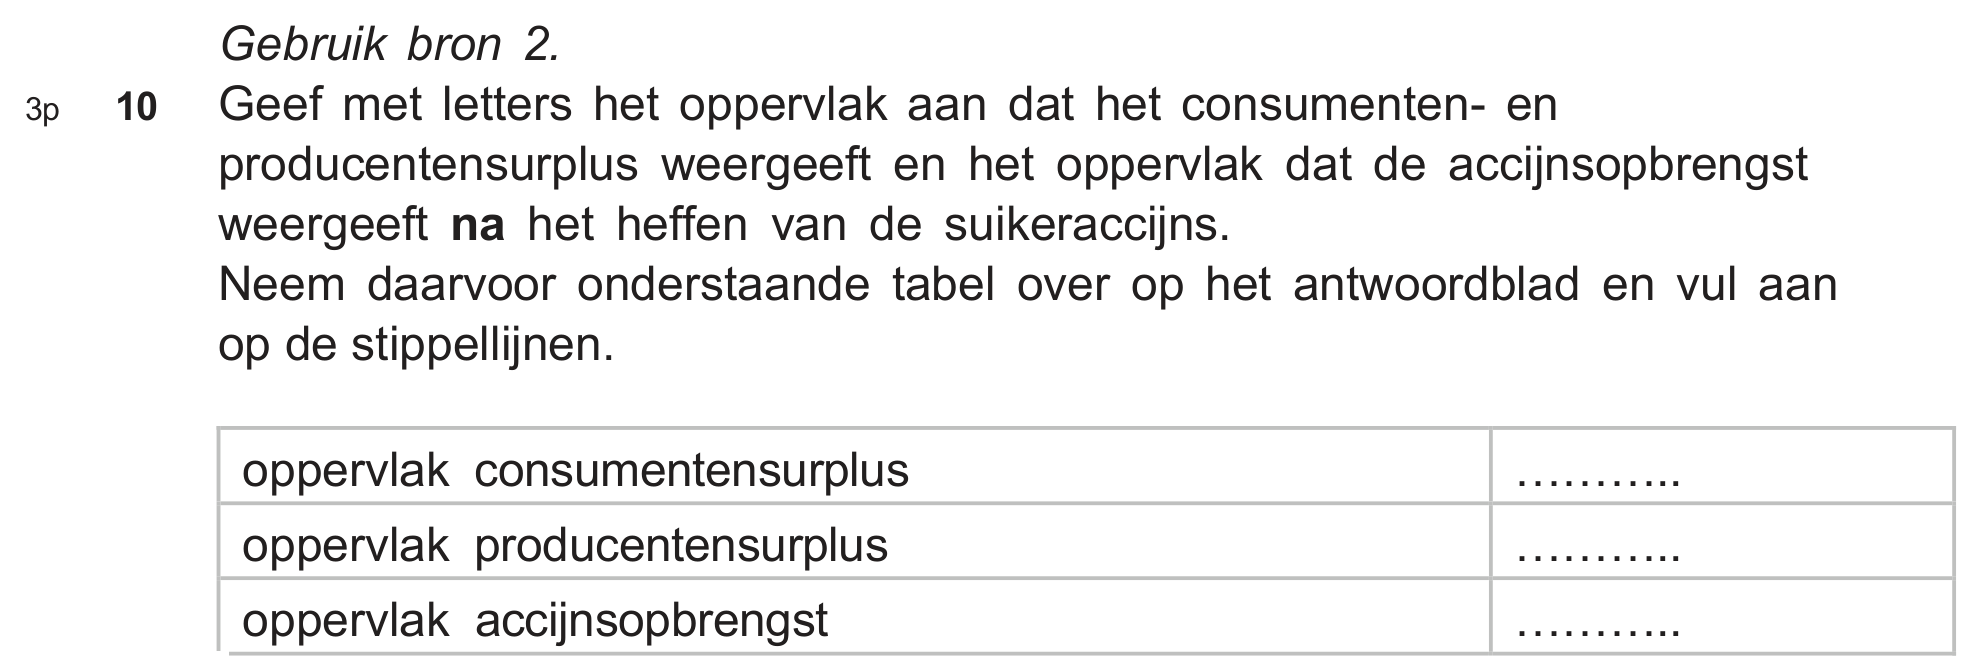 Gebruik bron 2.
3p 10 Geef met letters het oppervlak aan dat het consumenten- en
producentensurplus weergeeft en het oppervlak dat de accijnsopbrengst
weergeeft na het heffen van de suikeraccijns.
Neem daarvoor onderstaande tabel over op het antwoordblad en vul aan
op de stippellijnen.
oppervlak consumentensurplus ………..
oppervlak producentensurplus ………..
oppervlak accijnsopbrengst ………..